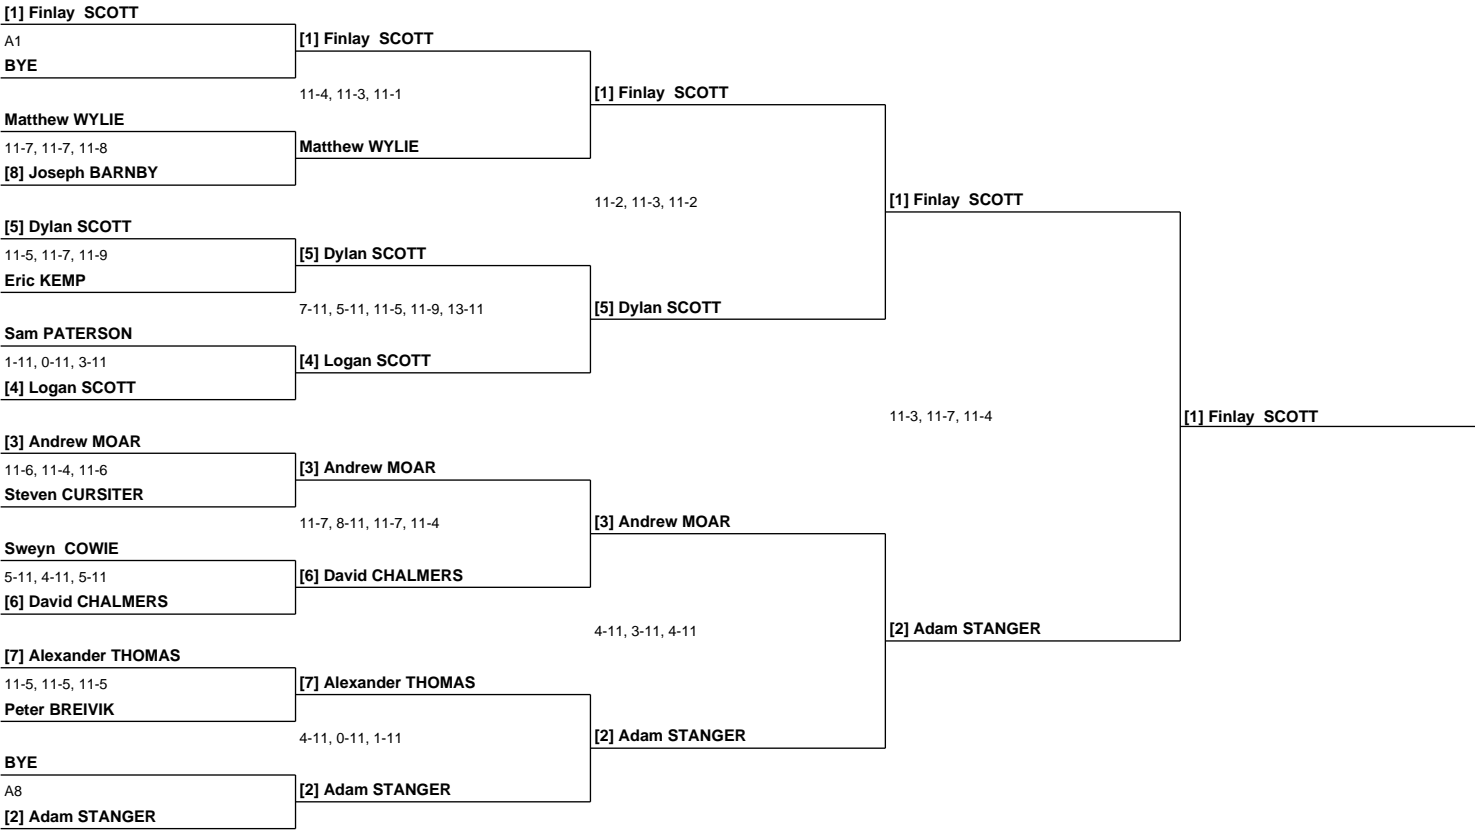 [1] Finlay  SCOTT
A1
BYE
Matthew WYLIE
11-7, 11-7, 11-8
[8] Joseph BARNBY
[5] Dylan SCOTT
11-5, 11-7, 11-9
Eric KEMP
Sam PATERSON
1-11, 0-11, 3-11
[4] Logan SCOTT
[3] Andrew MOAR
11-6, 11-4, 11-6
Steven CURSITER
Sweyn  COWIE
5-11, 4-11, 5-11
[6] David CHALMERS
[7] Alexander THOMAS
11-5, 11-5, 11-5
Peter BREIVIK
BYE
A8
[2] Adam STANGER
[1] Finlay  SCOTT
11-4, 11-3, 11-1
Matthew WYLIE
[5] Dylan SCOTT
7-11, 5-11, 11-5, 11-9, 13-11
[4] Logan SCOTT
[3] Andrew MOAR
11-7, 8-11, 11-7, 11-4
[6] David CHALMERS
[7] Alexander THOMAS
4-11, 0-11, 1-11
[2] Adam STANGER
[1] Finlay  SCOTT
11-2, 11-3, 11-2
[5] Dylan SCOTT
[3] Andrew MOAR
4-11, 3-11, 4-11
[2] Adam STANGER
[1] Finlay  SCOTT
11-3, 11-7, 11-4
[2] Adam STANGER
[1] Finlay  SCOTT